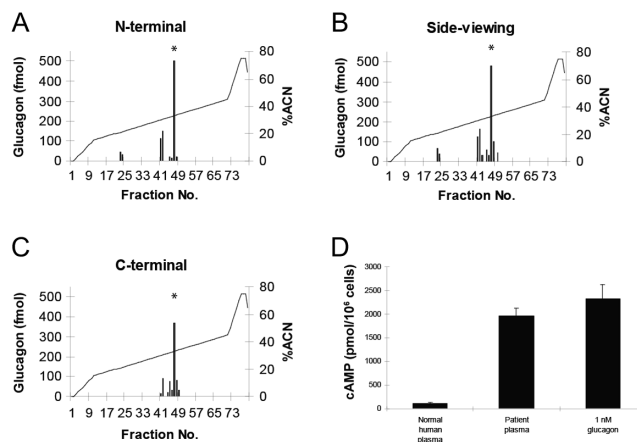 A
N-terminal
*
Glucagon (fmol)
500
400
300
200
100
0
80
60
40
20
0
%ACN
1 9 17 25 33 41 49 57 65 73
Fraction No.
B
Side-viewing
*
Glucagon (fmol)
500
400
300
200
100
0
80
60
40
20
0
%ACN
1 9 17 25 33 41 49 57 65 73
Fraction No.
C
C-terminal
*
Glucagon (fmol)
500
400
300
200
100
0
80
60
40
20
0
%ACN
1 9 17 25 33 41 49 57 65 73
Fraction No.
D
cAMP (pmol/10⁶ cells)
3000
2500
2000
1500
1000
500
0
Normal
human
plasma
Patient
plasma
1 nM
glucagon